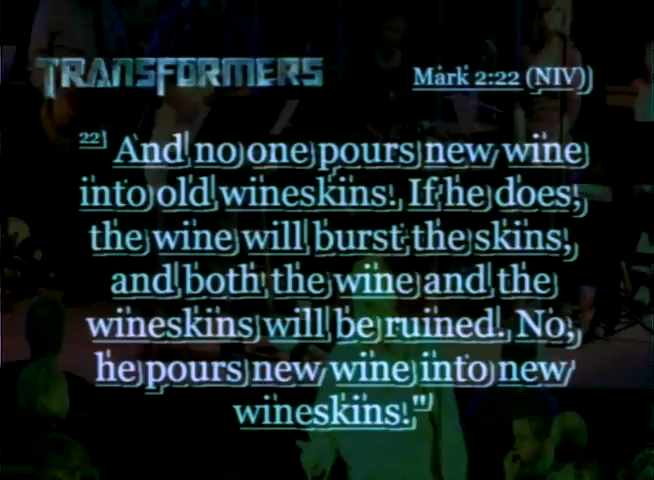 TRANSFORMERS
Mark 2:22 (NIV)
22 And no one pours new wine
into old wineskins. If he does,
the wine will burst the skins,
and both the wine and the
wineskins will be ruined. No,
he pours new wine into new
wineskins."